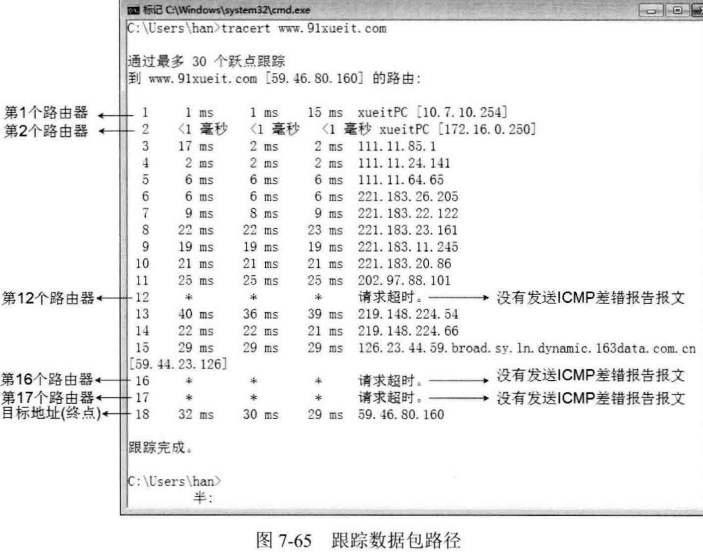 标记 C:\Windows\system32\cmd.exe
C:\Users\han>tracert www.91xueit.com
通过最多 30 个跃点跟踪
到 www.91xueit.com [59.46.80.160] 的路由:
第1个路由器 1 1 ms 1 ms 15 ms xueitPC [10.7.10.254]
第2个路由器 2 <1 毫秒 <1 毫秒 <1 毫秒 xueitPC [172.16.0.250]
3 17 ms 2 ms 2 ms 111.11.85.1
4 2 ms 2 ms 2 ms 111.11.24.141
5 6 ms 6 ms 6 ms 111.11.64.65
6 6 ms 6 ms 6 ms 221.183.26.205
7 9 ms 8 ms 9 ms 221.183.22.122
8 22 ms 22 ms 23 ms 221.183.23.161
9 19 ms 19 ms 19 ms 221.183.11.245
10 21 ms 21 ms 21 ms 221.183.20.86
11 25 ms 25 ms 25 ms 202.97.88.101
第12个路由器 12 * * * 请求超时。 没有发送ICMP差错报告报文
13 40 ms 36 ms 39 ms 219.148.224.54
14 22 ms 22 ms 21 ms 219.148.224.66
15 29 ms 29 ms 29 ms 126.23.44.59.broad.sy.ln.dynamic.163data.com.cn
[59.44.23.126]
第16个路由器 16 * * * 请求超时。 没有发送ICMP差错报告报文
第17个路由器 17 * * * 请求超时。 没有发送ICMP差错报告报文
目标地址(终点) 18 32 ms 30 ms 29 ms 59.46.80.160
跟踪完成。
C:\Users\han>
半:
图 7-65 跟踪数据包路径